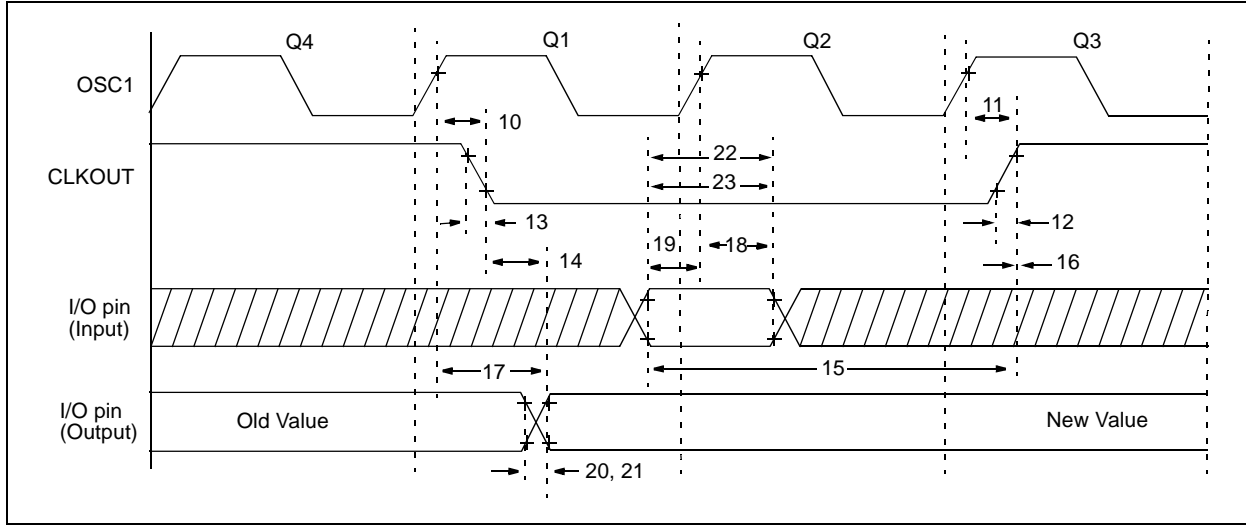 Q4 Q1 Q2 Q3
OSC1
10 11
22
CLKOUT
23
13 12
19 18
14 16
I/O pin
(Input)
17 15
I/O pin
(Output)
Old Value New Value
20, 21